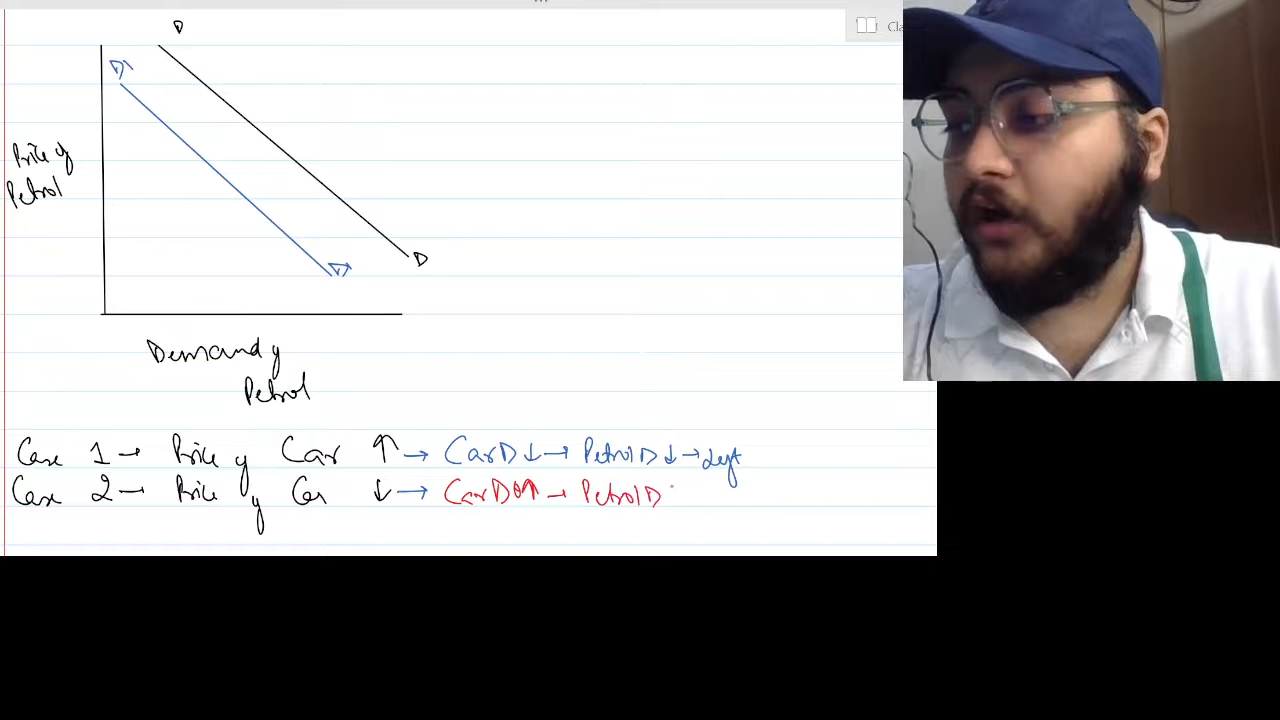 D
Cla
D'
Price of
Petrol
D'
D
Demand of
Petrol
Case 1 → Price of Car ↑ → Car D ↓ → Petrol D ↓ → Left
Case 2 → Price of Car ↓ → Car D ↑ → Petrol D